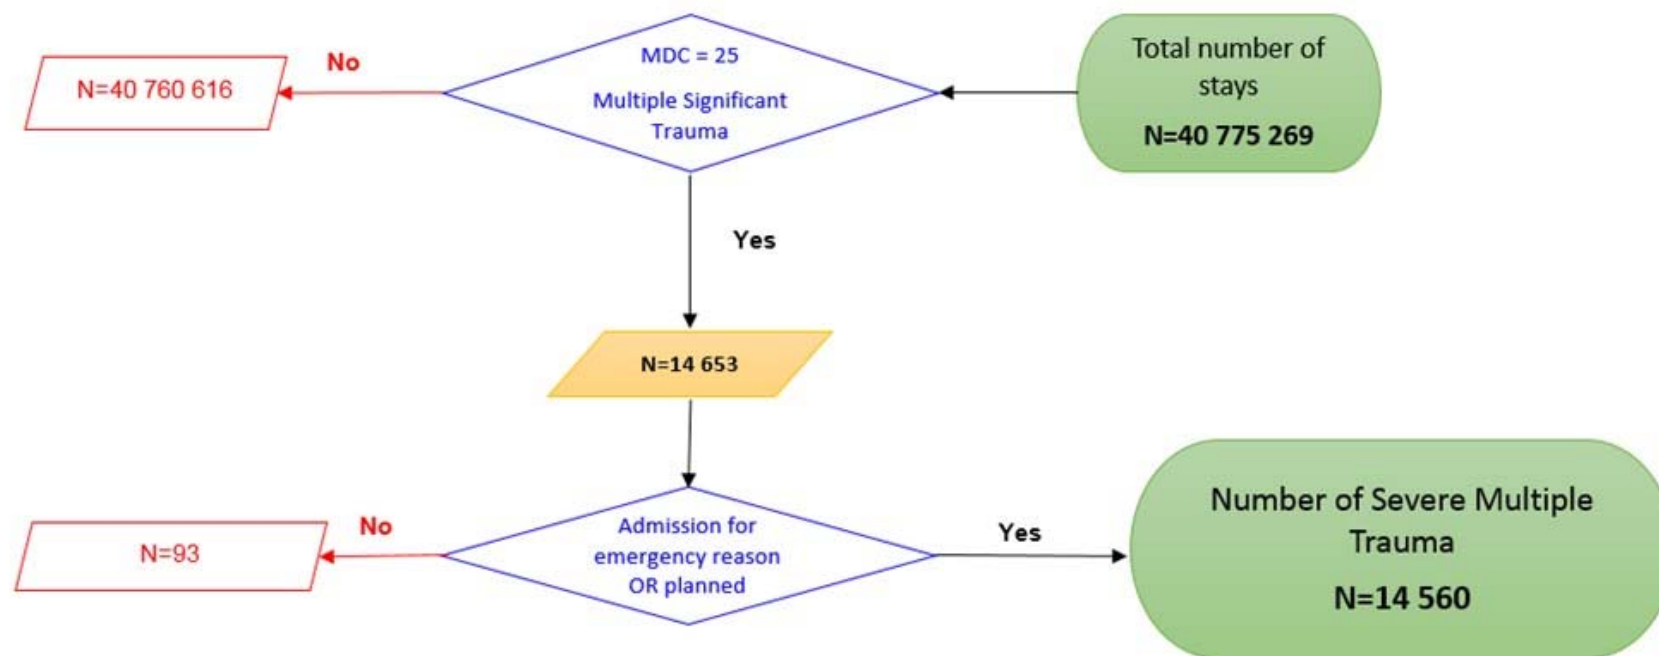 No
N=40 760 616
MDC = 25
Multiple Significant
Trauma
Total number of
stays
N=40 775 269
Yes
N=14 653
No
N=93
Admission for
emergency reason
OR planned
Yes
Number of Severe Multiple
Trauma
N=14 560